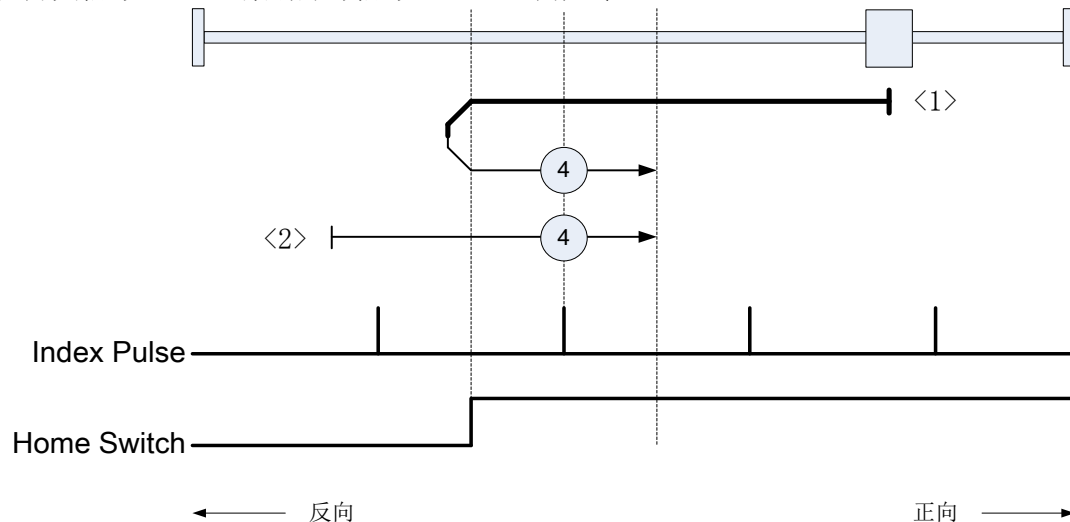 <1>
4
<2>
4
Index Pulse
Home Switch
反向
正向